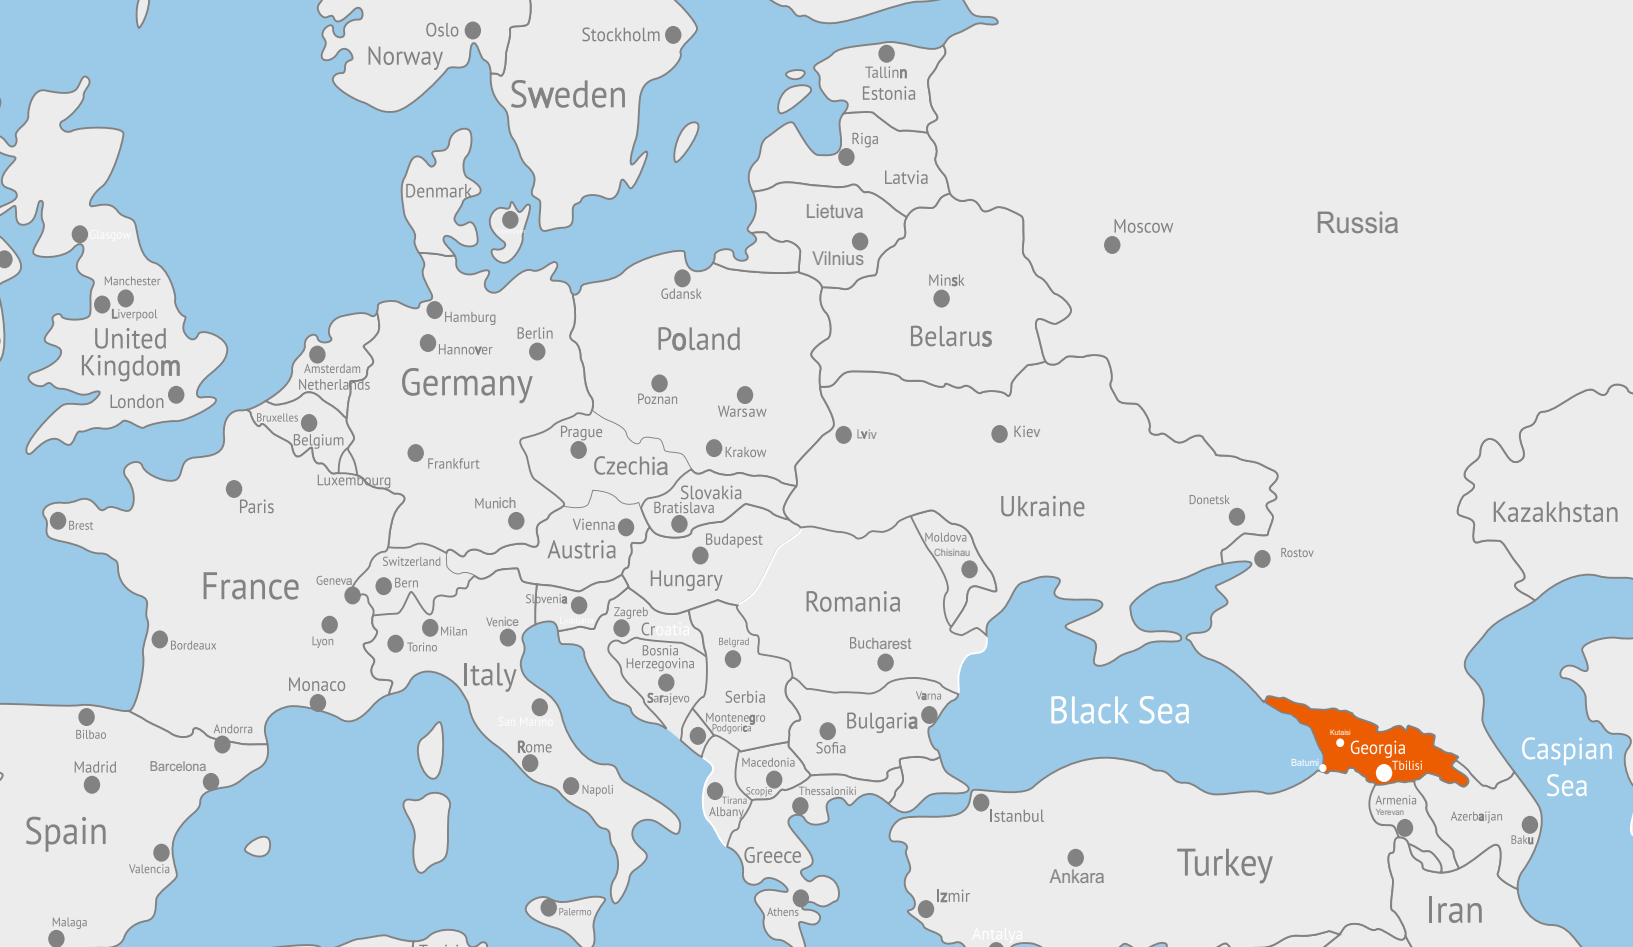 Oslo
Norway
Stockholm
Sweden
Tallinn
Estonia
Riga
Latvia
Denmark
Lietuva
Vilnius
Moscow
Russia
Glasgow
Manchester
Liverpool
United
Kingdom
London
Gdansk
Minsk
Belarus
Hamburg
Hannover
Berlin
Poland
Amsterdam
Netherlands
Germany
Poznan
Warsaw
Bruxelles
Belgium
Prague
Czechia
Krakow
Lviv
Kiev
Frankfurt
Luxembourg
Paris
Brest
Munich
Slovakia
Bratislava
Vienna
Austria
Budapest
Hungary
Ukraine
Donetsk
Kazakhstan
Moldova
Chisinau
Rostov
Switzerland
Geneva
Bern
France
Slovenia
Zagreb
Croatia
Romania
Lyon
Milan
Torino
Venice
Bordeaux
Belgrad
Bosnia
Herzegovina
Bucharest
Italy
Monaco
Sarajevo
Serbia
Varna
Black Sea
San Marino
Montenegro
Podgorica
Bulgaria
Sofia
Bilbao
Andorra
Rome
Kutaisi
Georgia
Batumi
Tbilisi
Caspian
Sea
Madrid
Barcelona
Macedonia
Scopje
Napoli
Tirana
Albany
Thessaloniki
Istanbul
Armenia
Yerevan
Azerbaijan
Baku
Spain
Valencia
Greece
Ankara
Turkey
Izmir
Iran
Malaga
Palermo
Athens
Antalya